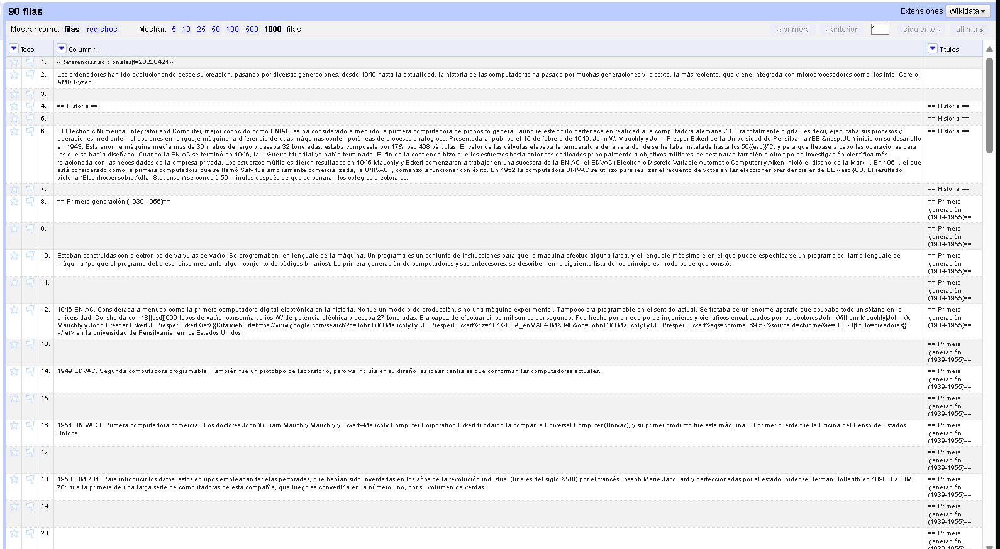 90 filas
Extensiones Wikidata
Mostrar como: filas registros Mostrar: 5 10 25 50 100 500 1000 filas « primera ‹ anterior 1 siguiente › última »
Todo Column 1 Titulos
1. {{Referencias adicionales|t=20220421}}
2. Los ordenadores han ido evolucionando desde su creación, pasando por diversas generaciones, desde 1940 hasta la actualidad, la historia de las computadoras ha pasado por muchas generaciones y la sexta, la más reciente, que viene integrada con microprocesadores como los Intel Core o
AMD Ryzen.
3.
4. == Historia == == Historia ==
5. == Historia ==
6. El Electronic Numerical Integrator and Computer, mejor conocido como ENIAC, se ha considerado a menudo la primera computadora de propósito general, aunque este título pertenece en realidad a la computadora alemana Z3. Era totalmente digital, es decir, ejecutaba sus procesos y == Historia ==
operaciones mediante instrucciones en lenguaje máquina, a diferencia de otras máquinas contemporáneas de procesos analógicos. Presentada al público el 15 de febrero de 1946, John W. Mauchly y John Presper Eckert de la Universidad de Pensilvania (EE.&nbsp;UU.) iniciaron su desarrollo
en 1943. Esta enorme máquina medía más de 30 metros de largo y pesaba 32 toneladas, estaba compuesta por 17&nbsp;468 válvulas. El calor de las válvulas elevaba la temperatura de la sala donde se hallaba instalada hasta los 50{{esd}}°C. y para que llevase a cabo las operaciones para
las que se había diseñado. Cuando la ENIAC se terminó en 1946, la II Guerra Mundial ya había terminado. El fin de la contienda hizo que los esfuerzos hasta entonces dedicados principalmente a objetivos militares, se destinaran también a otro tipo de investigación científica más
relacionada con las necesidades de la empresa privada. Los esfuerzos múltiples dieron resultados en 1945 Mauchly y Eckert comenzaron a trabajar en una sucesora de la ENIAC, el EDVAC (Electronic Discrete Variable Automatic Computer) y Aiken inició el diseño de la Mark II. En 1951, el que
está considerado como la primera computadora que se llamó Saly fue ampliamente comercializada, la UNIVAC I, comenzó a funcionar con éxito. En 1952 la computadora UNIVAC se utilizó para realizar el recuento de votos en las elecciones presidenciales de EE.{{esd}}UU. El resultado
victoria (Eisenhower sobre Adlai Stevenson) se conoció 50 minutos después de que se cerraran los colegios electorales.
7. == Historia ==
8. == Primera generación (1939-1955)== == Primera
generación
(1939-1955)==
9. == Primera
generación
(1939-1955)==
10. Estaban construidas con electrónica de válvulas de vacío. Se programaban en lenguaje de la máquina. Un programa es un conjunto de instrucciones para que la máquina efectúe alguna tarea, y el lenguaje más simple en el que puede especificarse un programa se llama lenguaje de == Primera
máquina (porque el programa debe escribirse mediante algún conjunto de códigos binarios). La primera generación de computadoras y sus antecesores, se describen en la siguiente lista de los principales modelos de que constó: generación
(1939-1955)==
11. == Primera
generación
(1939-1955)==
12. 1946 ENIAC. Considerada a menudo como la primera computadora digital electrónica en la historia. No fue un modelo de producción, sino una máquina experimental. Tampoco era programable en el sentido actual. Se trataba de un enorme aparato que ocupaba todo un sótano en la == Primera
universidad. Construida con 18{{esd}}000 tubos de vacío, consumía varios kW de potencia eléctrica y pesaba 27 toneladas. Era capaz de efectuar cinco mil sumas por segundo. Fue hecha por un equipo de ingenieros y científicos encabezados por los doctores John William Mauchly|John W. generación
Mauchly y John Presper Eckert|J. Presper Eckert<ref>{{Cita web|url=https://www.google.com/search?q=John+W.+Mauchly+y+J.+Presper+Eckert&rlz=1C1GCEA_enMX840MX840&oq=John+W.+Mauchly+y+J.+Presper+Eckert&aqs=chrome..69i57&sourceid=chrome&ie=UTF-8|título=creadores}} (1939-1955)==
</ref> en la universidad de Pensilvania, en los Estados Unidos.
13. == Primera
generación
(1939-1955)==
14. 1949 EDVAC. Segunda computadora programable. También fue un prototipo de laboratorio, pero ya incluía en su diseño las ideas centrales que conforman las computadoras actuales. == Primera
generación
(1939-1955)==
15. == Primera
generación
(1939-1955)==
16. 1951 UNIVAC I. Primera computadora comercial. Los doctores John William Mauchly|Mauchly y Eckert–Mauchly Computer Corporation|Eckert fundaron la compañía Universal Computer (Univac), y su primer producto fue esta máquina. El primer cliente fue la Oficina del Censo de Estados == Primera
Unidos. generación
(1939-1955)==
17. == Primera
generación
(1939-1955)==
18. 1953 IBM 701. Para introducir los datos, estos equipos empleaban tarjetas perforadas, que habían sido inventadas en los años de la revolución industrial (finales del siglo XVIII) por el francés Joseph Marie Jacquard y perfeccionadas por el estadounidense Herman Hollerith en 1890. La IBM == Primera
701 fue la primera de una larga serie de computadoras de esta compañía, que luego se convertiría en la número uno, por su volumen de ventas. generación
(1939-1955)==
19. == Primera
generación
(1939-1955)==
20. == Primera
generación
(1939-1955)==